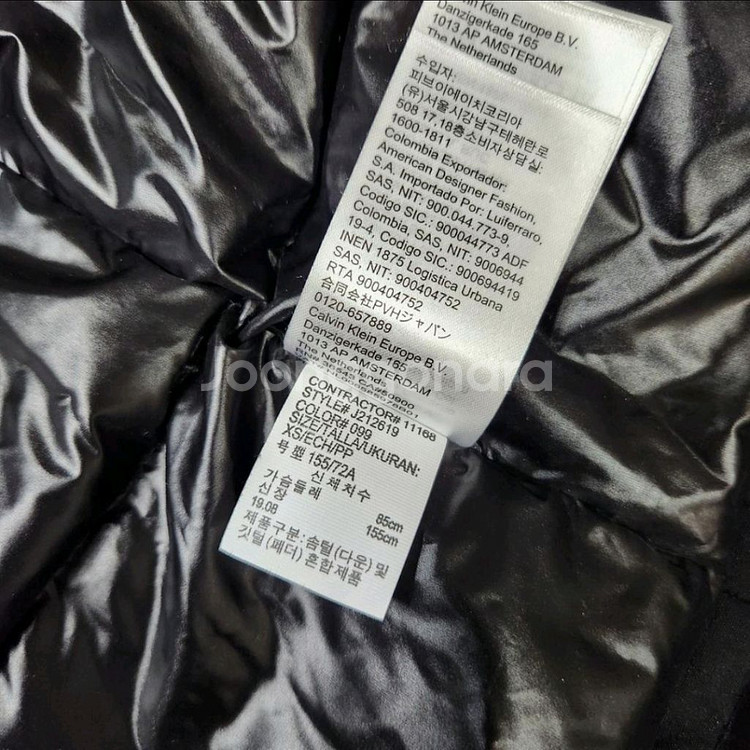 Klein Europe B.V.
Danzigerkade 165
1013 AP AMSTERDAM
The Netherlands
수입자:
피브이에이치코리아
(유)서울시강남구테헤란로
508 17,18층소비자상담실:
1600-1811
Colombia Exportador:
American Designer Fashion,
S.A. Importado Por: Luiferraro,
SAS, NIT: 900.044.773-9,
Codigo SIC.: 900044773 ADF
Colombia, SAS, NIT: 9006944
19-4, Codigo SIC: 900694419
INEN 1875 Logistica Urbana
SAS, NIT: 900404752
RTA 900404752
合同会社PVHジャパン
0120-657889
Calvin Klein Europe B.V.
Danzigerkade 165
1013 AP AMSTERDAM
The Netherlands
CONTRACTOR# 11168
STYLE# J212619
COLOR# 099
SIZE/TALLA/UKURAN:
XS/ECH/PP
155/72A
신체치수
가슴둘레 85cm
신장 155cm
19.08
제품구분: 솜털(다운) 및
깃털(페더) 혼합제품